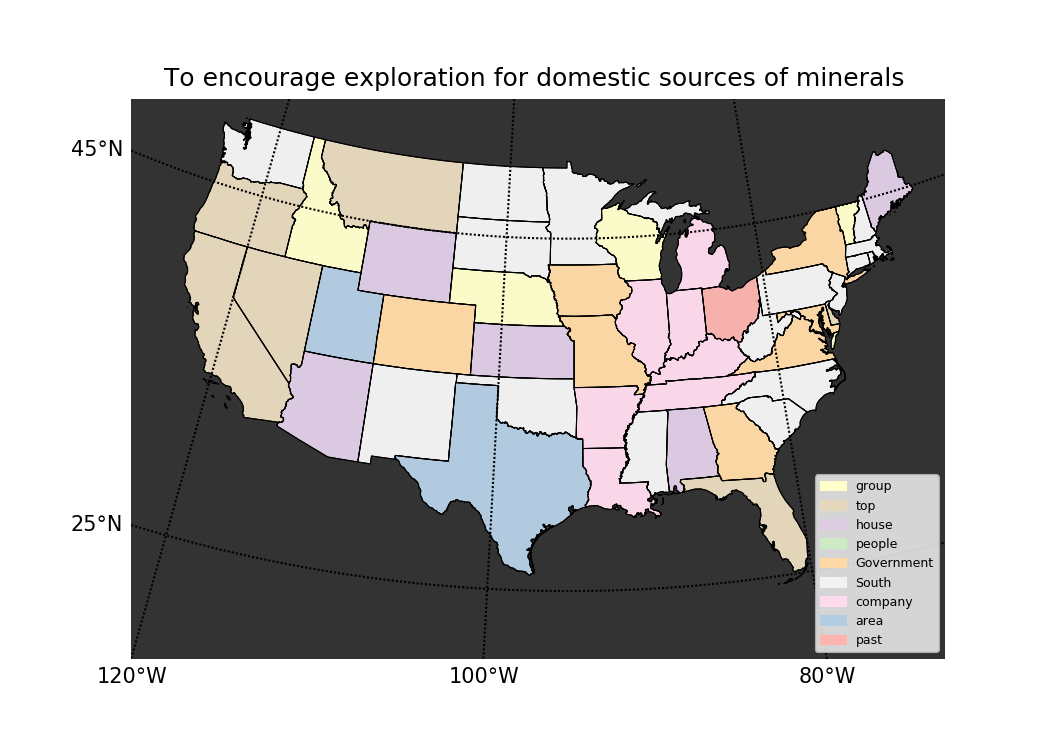 To encourage exploration for domestic sources of minerals
45°N
25°N
120°W
100°W
80°W
group
top
house
people
Government
South
company
area
past